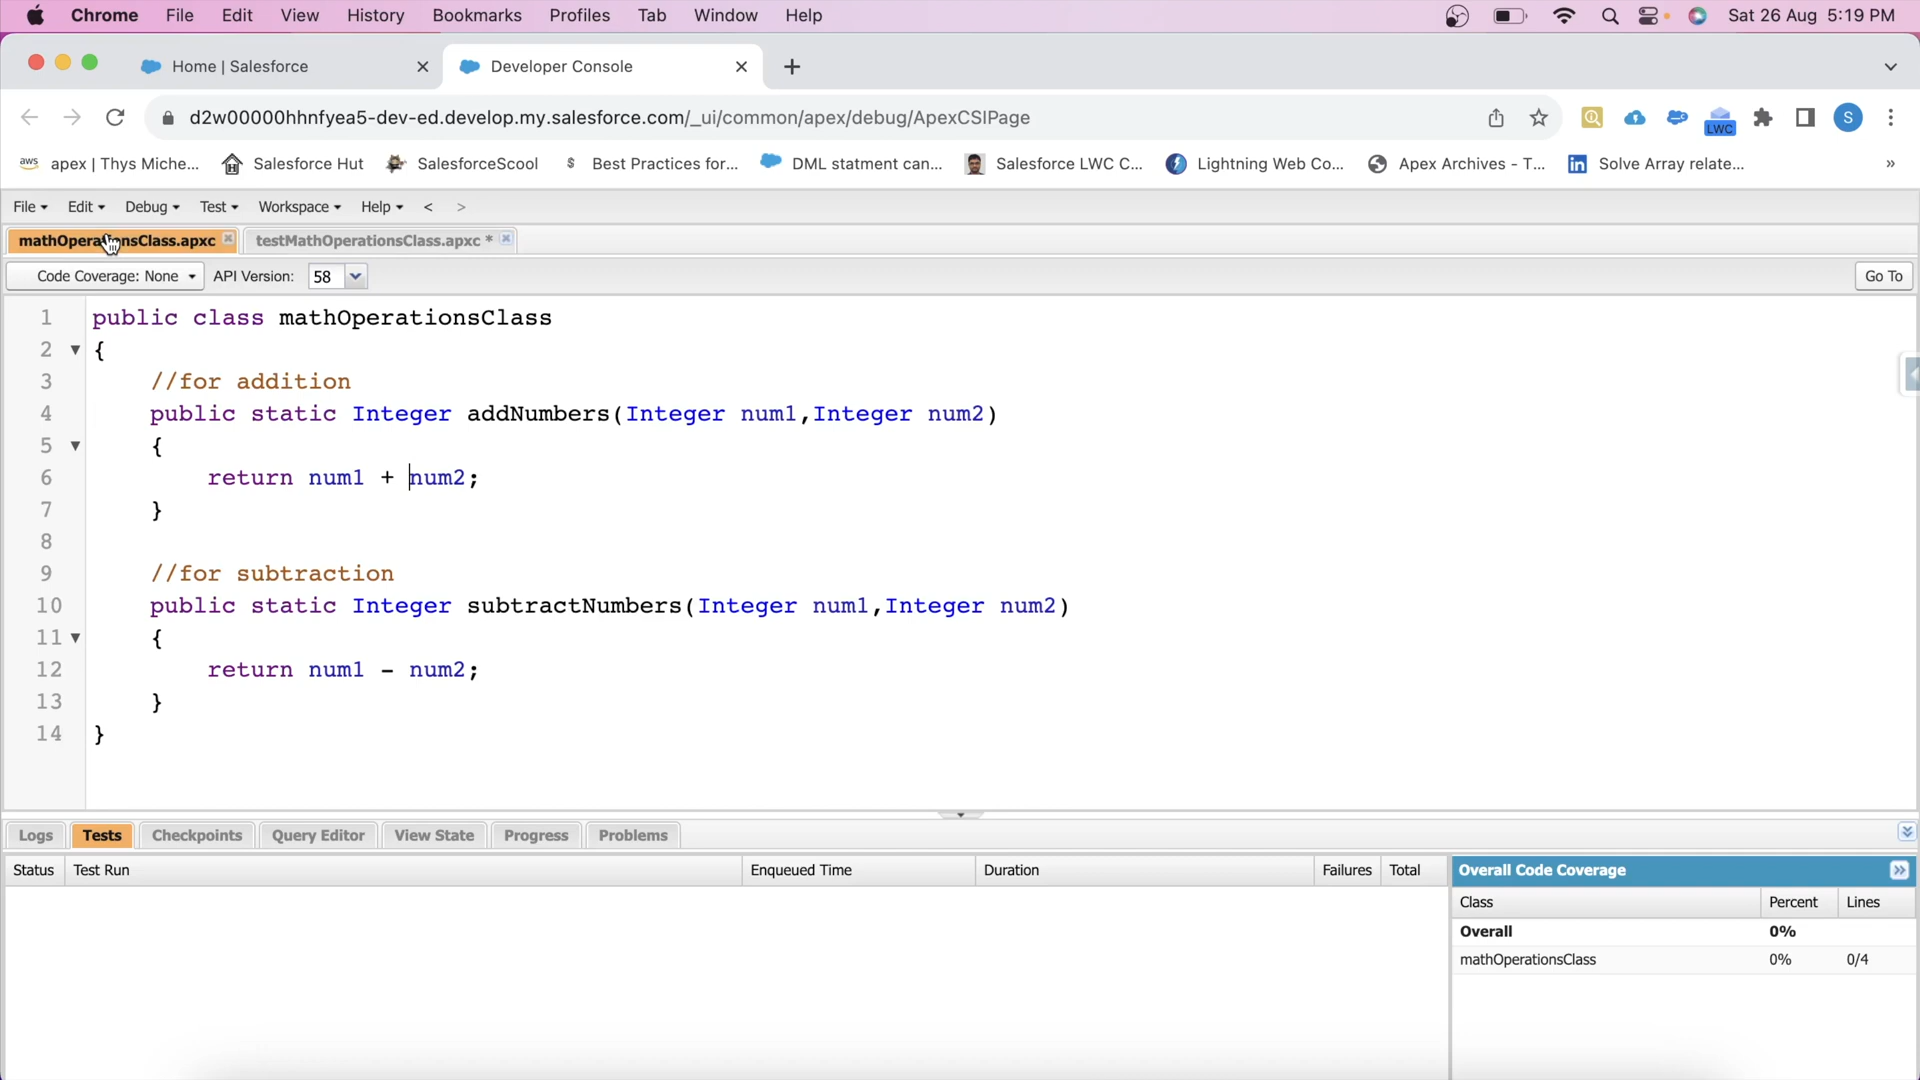 Chrome File Edit View History Bookmarks Profiles Tab Window Help Sat 26 Aug 5:19 PM
Home | Salesforce Developer Console
d2w00000hhnfyea5-dev-ed.develop.my.salesforce.com/_ui/common/apex/debug/ApexCSIPage LWC S
aws apex | Thys Miche... Salesforce Hut SalesforceScool S Best Practices for... DML statment can... Salesforce LWC C... Lightning Web Co... Apex Archives - T... in Solve Array relate... »
File Edit Debug Test Workspace Help < >
mathOperationsClass.apxc testMathOperationsClass.apxc *
Code Coverage: None API Version: 58 Go To
1 public class mathOperationsClass
2 {
3 //for addition
4 public static Integer addNumbers(Integer num1,Integer num2)
5 {
6 return num1 + num2;
7 }
8
9 //for subtraction
10 public static Integer subtractNumbers(Integer num1,Integer num2)
11 {
12 return num1 - num2;
13 }
14 }
Logs Tests Checkpoints Query Editor View State Progress Problems
Status Test Run Enqueued Time Duration Failures Total Overall Code Coverage
Class Percent Lines
Overall 0%
mathOperationsClass 0% 0/4